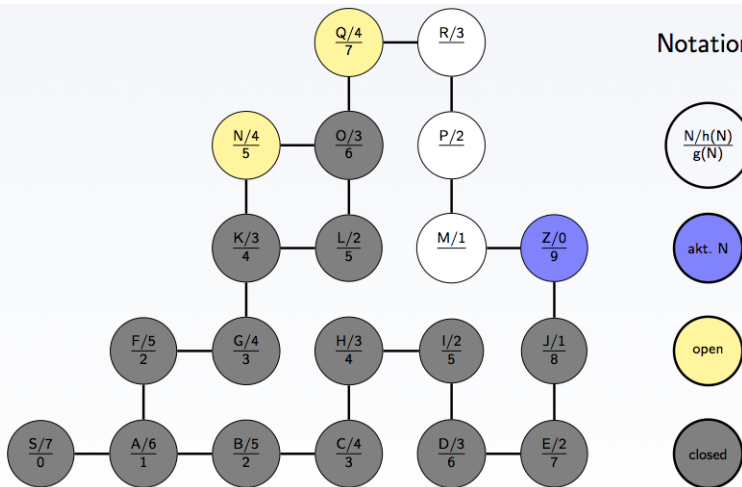 Q/4
7
R/3
Notation
N/4
5
O/3
6
P/2
N/h(N)
g(N)
K/3
4
L/2
5
M/1
Z/0
9
akt. N
F/5
2
G/4
3
H/3
4
I/2
5
J/1
8
open
S/7
0
A/6
1
B/5
2
C/4
3
D/3
6
E/2
7
closed